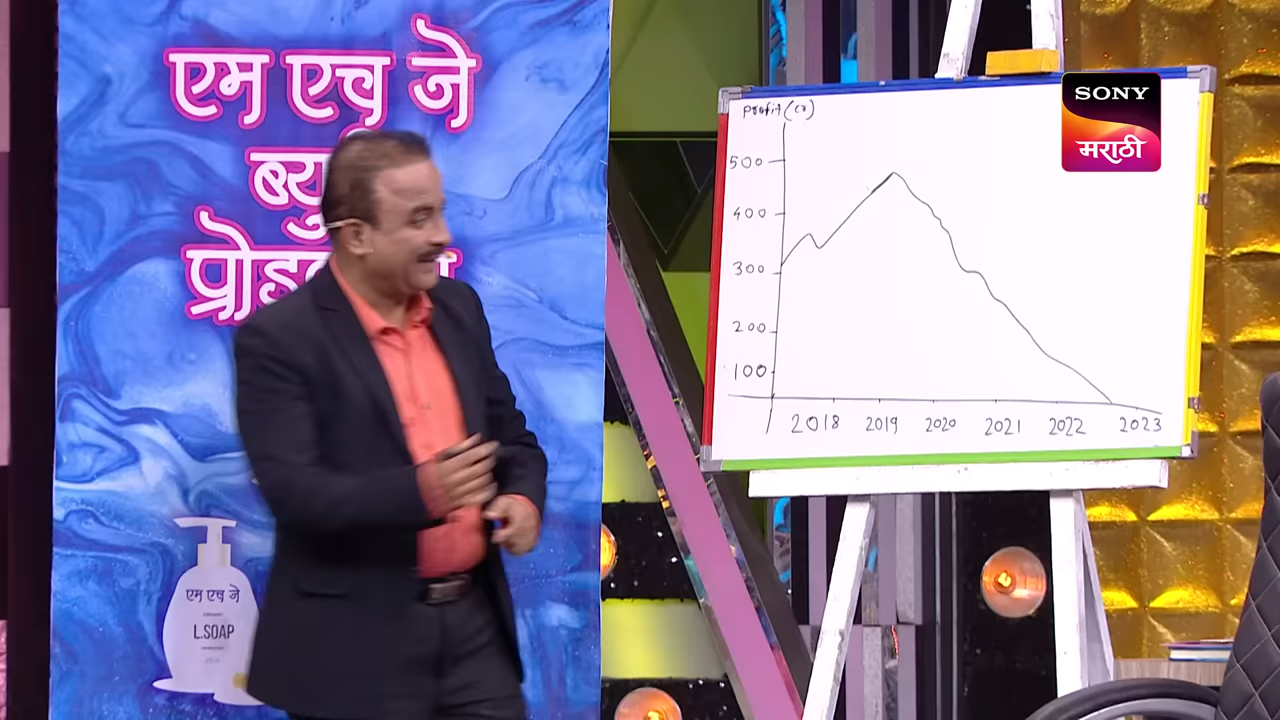 एम एच जे
ब्यु
प्रोड
एम एच जे
L.SOAP
Profit (cr)
500
400
300
200
100
2018 2019 2020 2021 2022 2023
SONY
मराठी